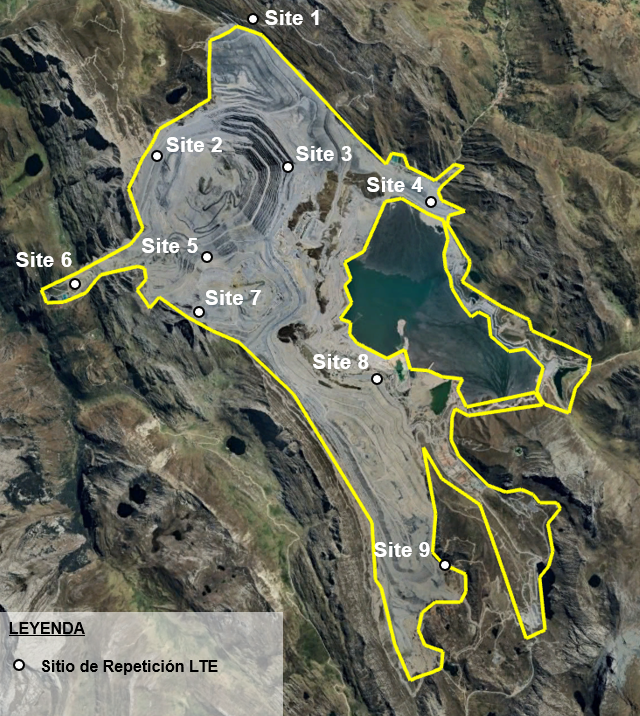 Site 1
Site 2
Site 3
Site 4
Site 5
Site 6
Site 7
Site 8
Site 9
LEYENDA
Sitio de Repetición LTE